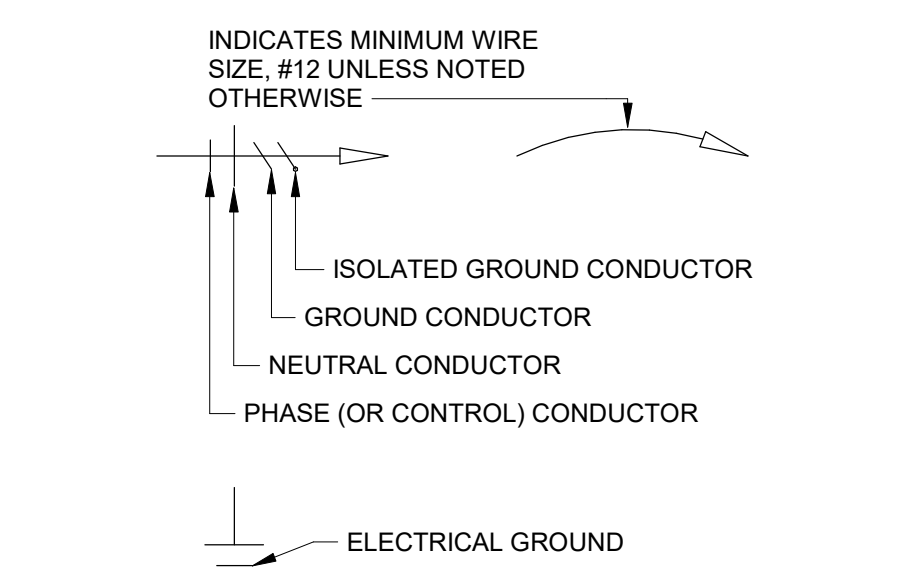 INDICATES MINIMUM WIRE
SIZE, #12 UNLESS NOTED
OTHERWISE
ISOLATED GROUND CONDUCTOR
GROUND CONDUCTOR
NEUTRAL CONDUCTOR
PHASE (OR CONTROL) CONDUCTOR
ELECTRICAL GROUND